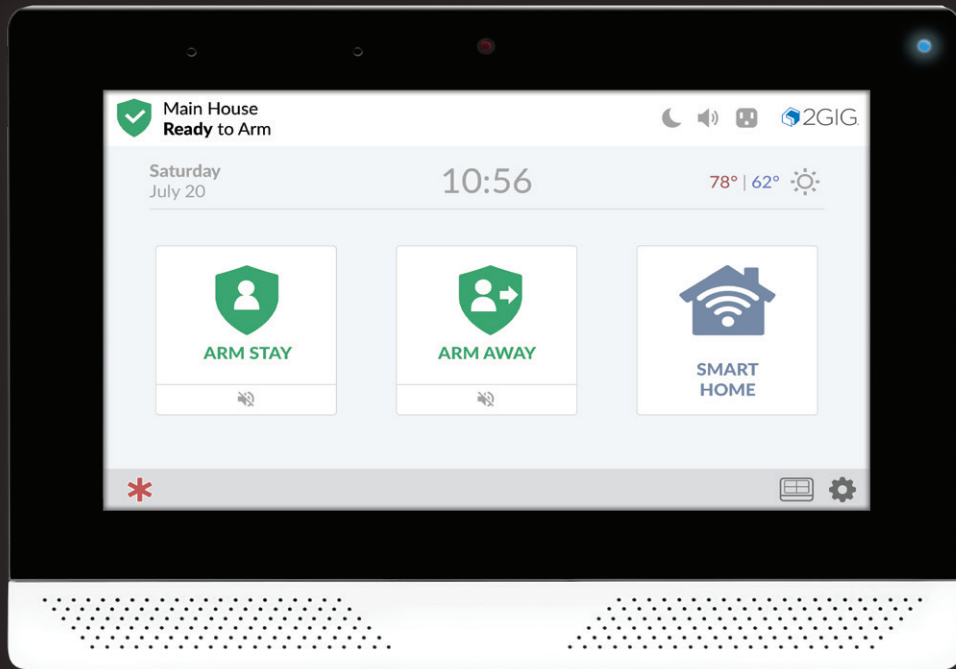 Main House
Ready to Arm
2GIG
Saturday
July 20
10:56
78° | 62°
ARM STAY
ARM AWAY
SMART
HOME